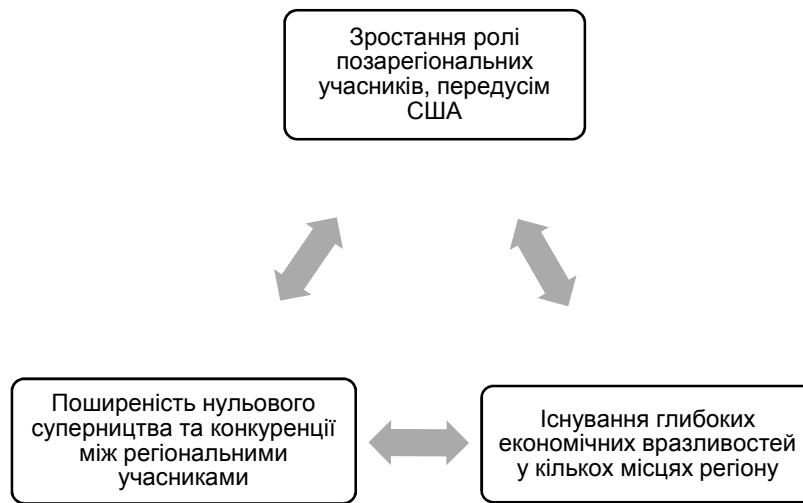 Зростання ролі
позарегіональних
учасників, передусім
США
Поширеність нульового
суперництва та конкуренції
між регіональними
учасниками
Існування глибоких
економічних вразливостей
у кількох місцях регіону